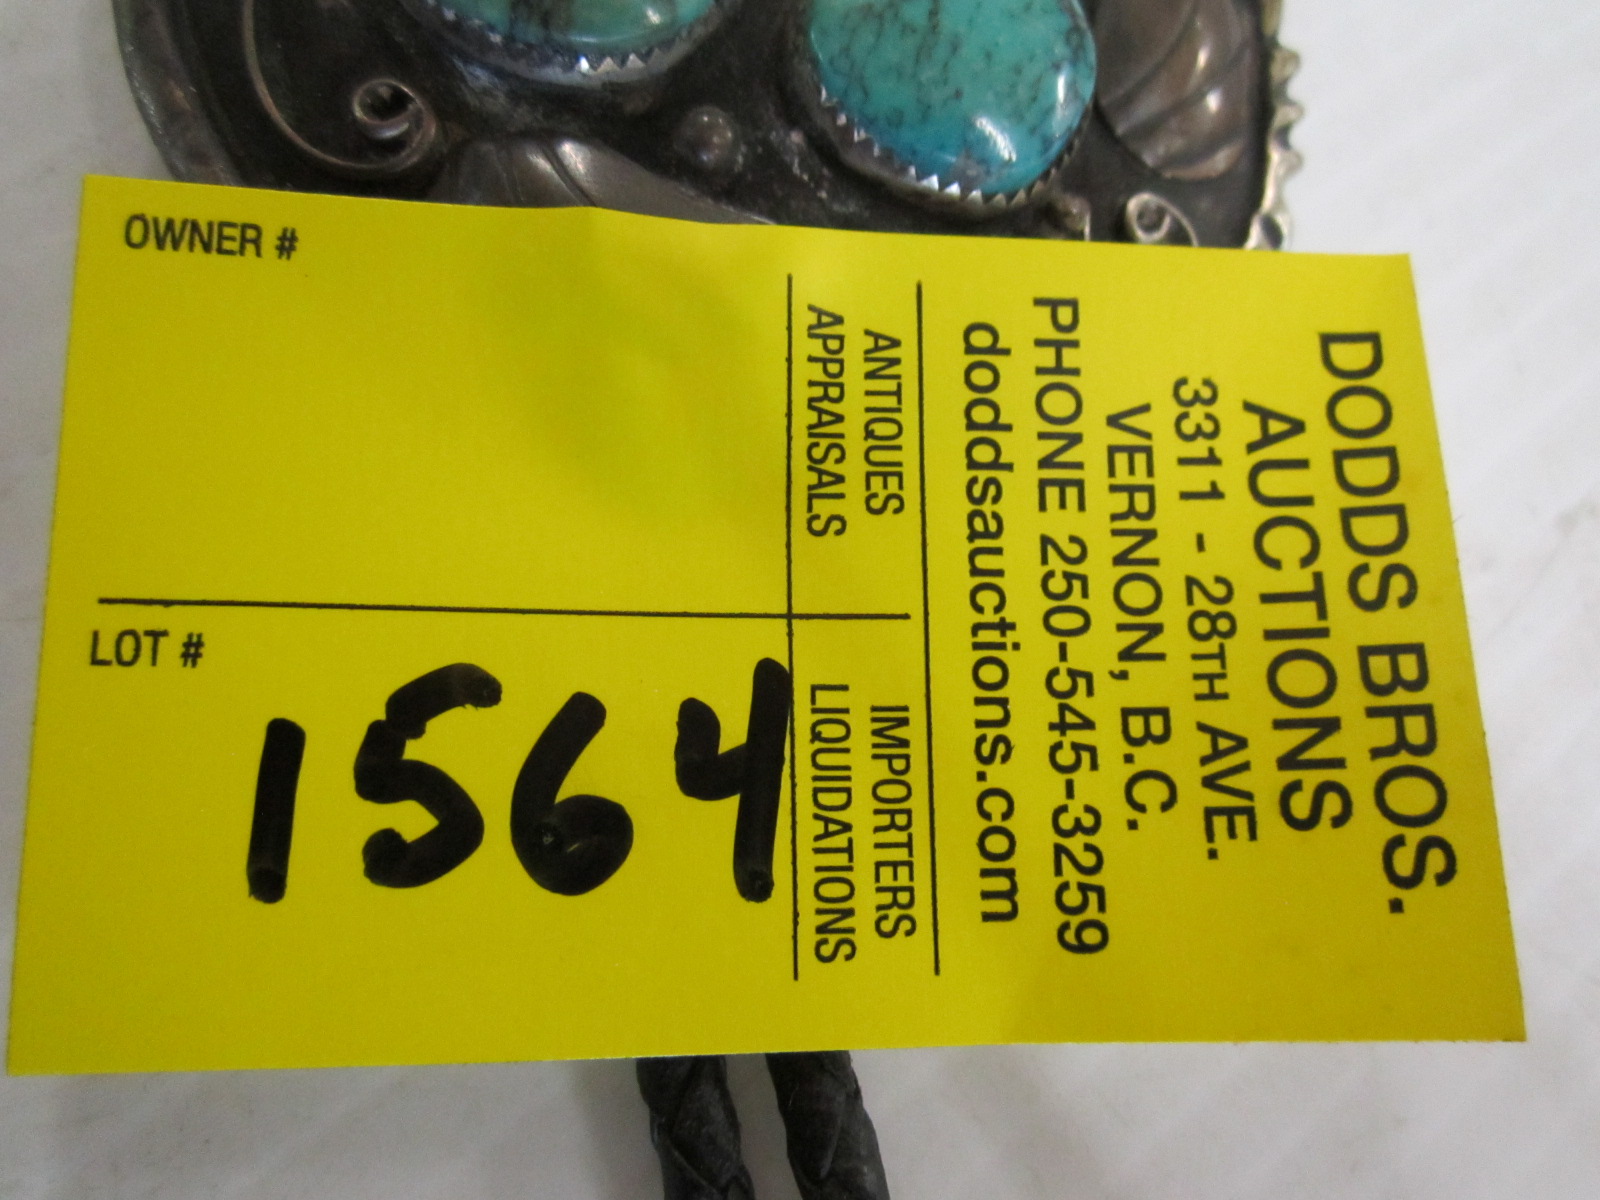 DODDS BROS.
AUCTIONS
3311 - 28TH AVE.
VERNON, B.C.
PHONE 250-545-3259
doddsauctions.com
ANTIQUES
APPRAISALS
IMPORTERS
LIQUIDATIONS
OWNER #
LOT #
1564